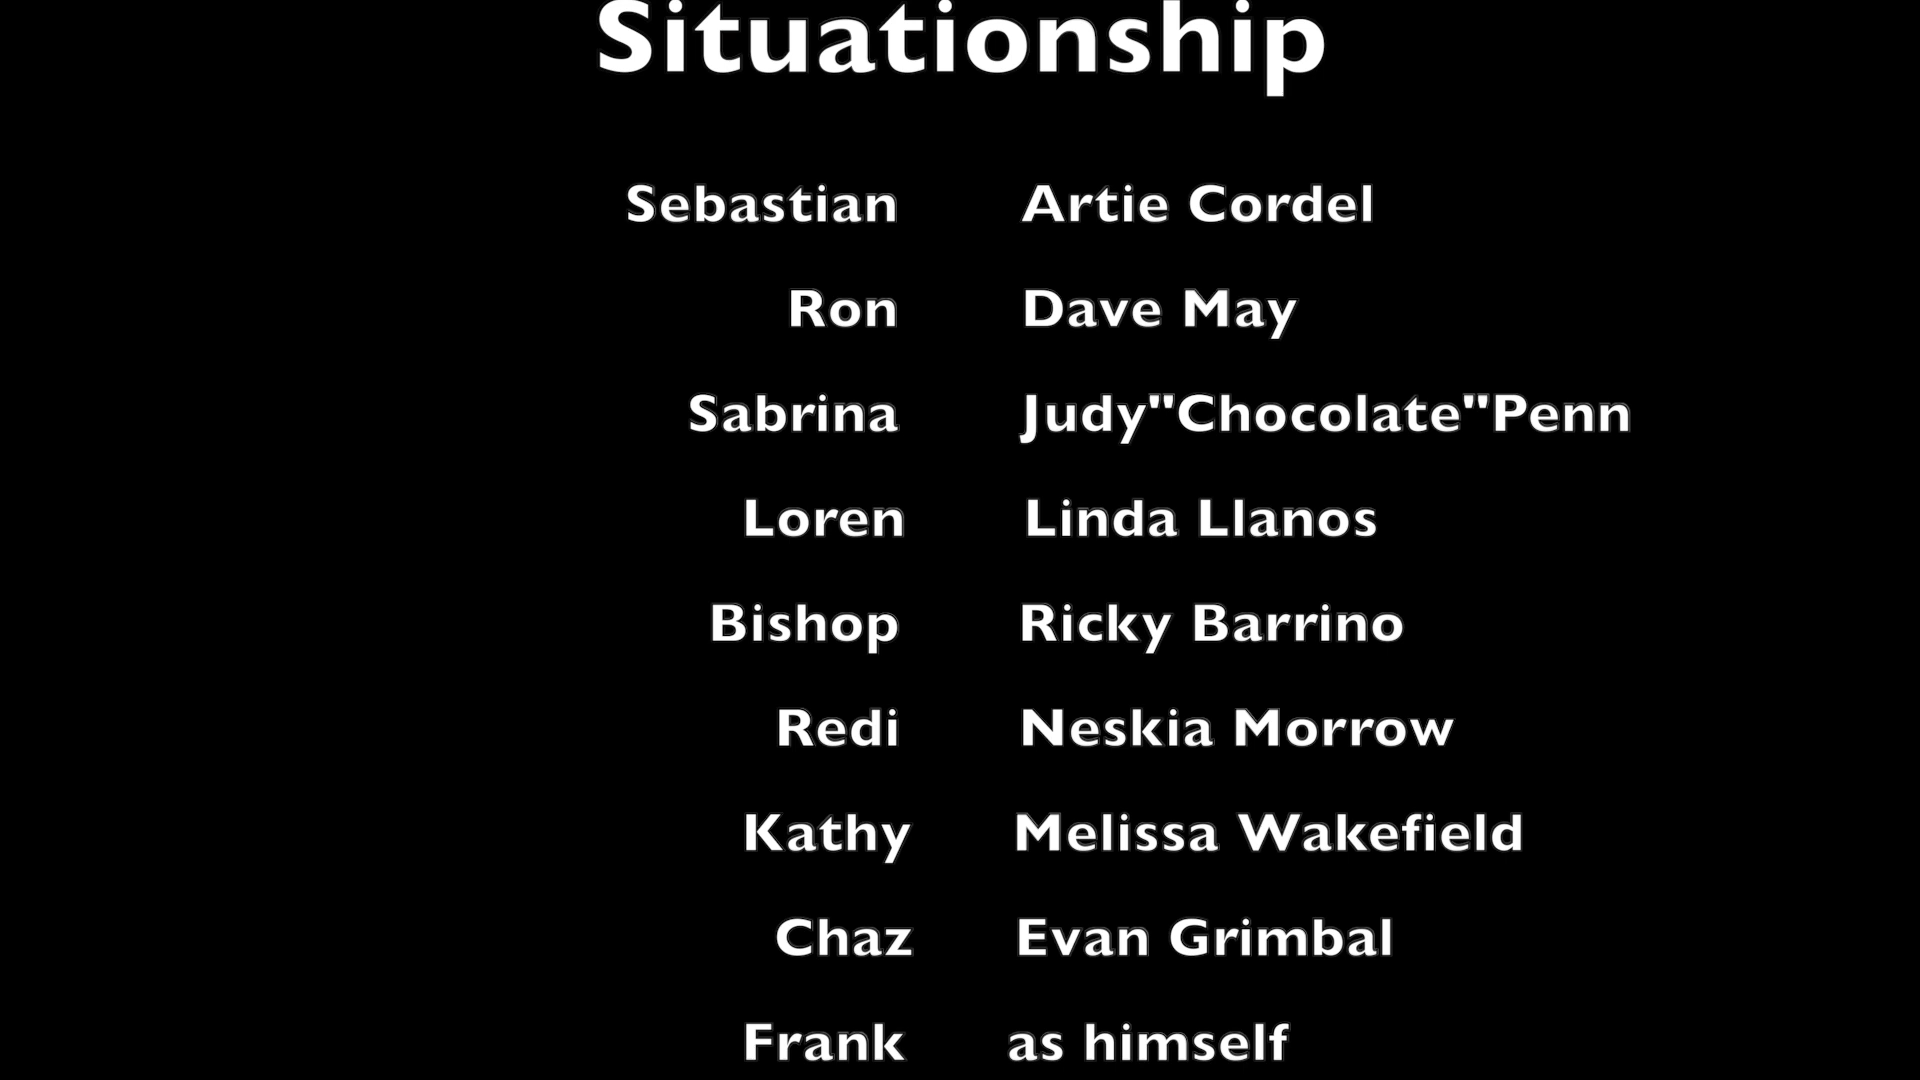 Situationship
Sebastian Artie Cordel
Ron Dave May
Sabrina Judy"Chocolate"Penn
Loren Linda Llanos
Bishop Ricky Barrino
Redi Neskia Morrow
Kathy Melissa Wakefield
Chaz Evan Grimbal
Frank as himself